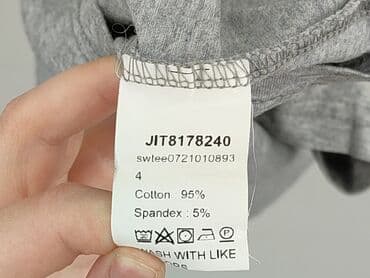 JIT8178240
swtee0721010893
4
Cotton: 95%
Spandex : 5%
WASH WITH LIKE